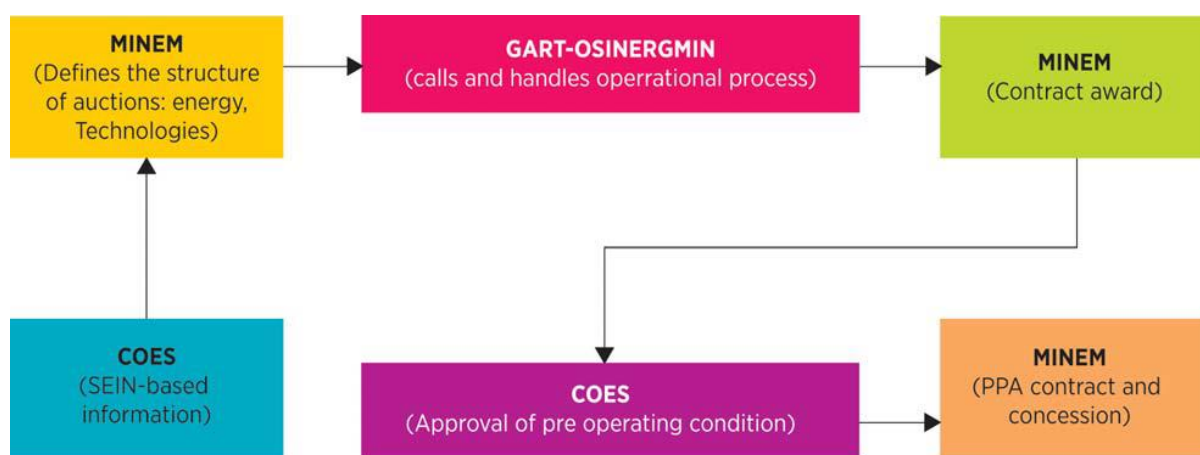 MINEM
(Defines the structure
of auctions: energy,
Technologies)
GART-OSINERGMIN
(calls and handles operrational process)
MINEM
(Contract award)
COES
(SEIN-based
information)
COES
(Approval of pre operating condition)
MINEM
(PPA contract and
concession)